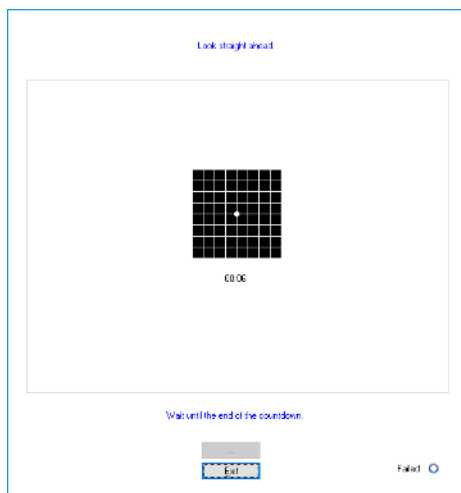 Look straight ahead.
00:06
Wait until the end of the countdown.
...
Exit
Failed